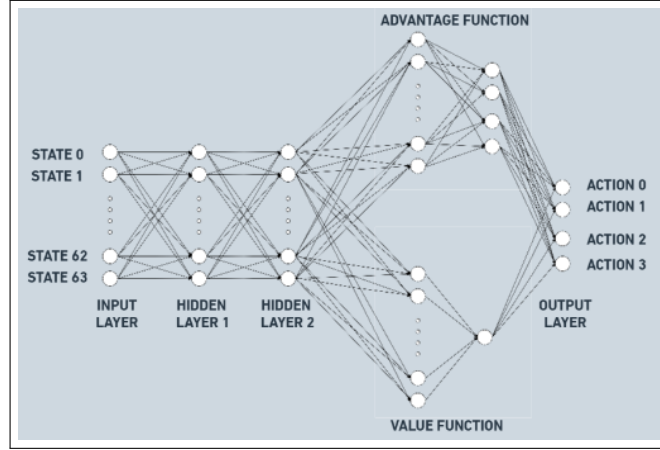 ADVANTAGE FUNCTION
STATE 0
STATE 1
STATE 62
STATE 63
INPUT
LAYER
HIDDEN
LAYER 1
HIDDEN
LAYER 2
ACTION 0
ACTION 1
ACTION 2
ACTION 3
OUTPUT
LAYER
VALUE FUNCTION